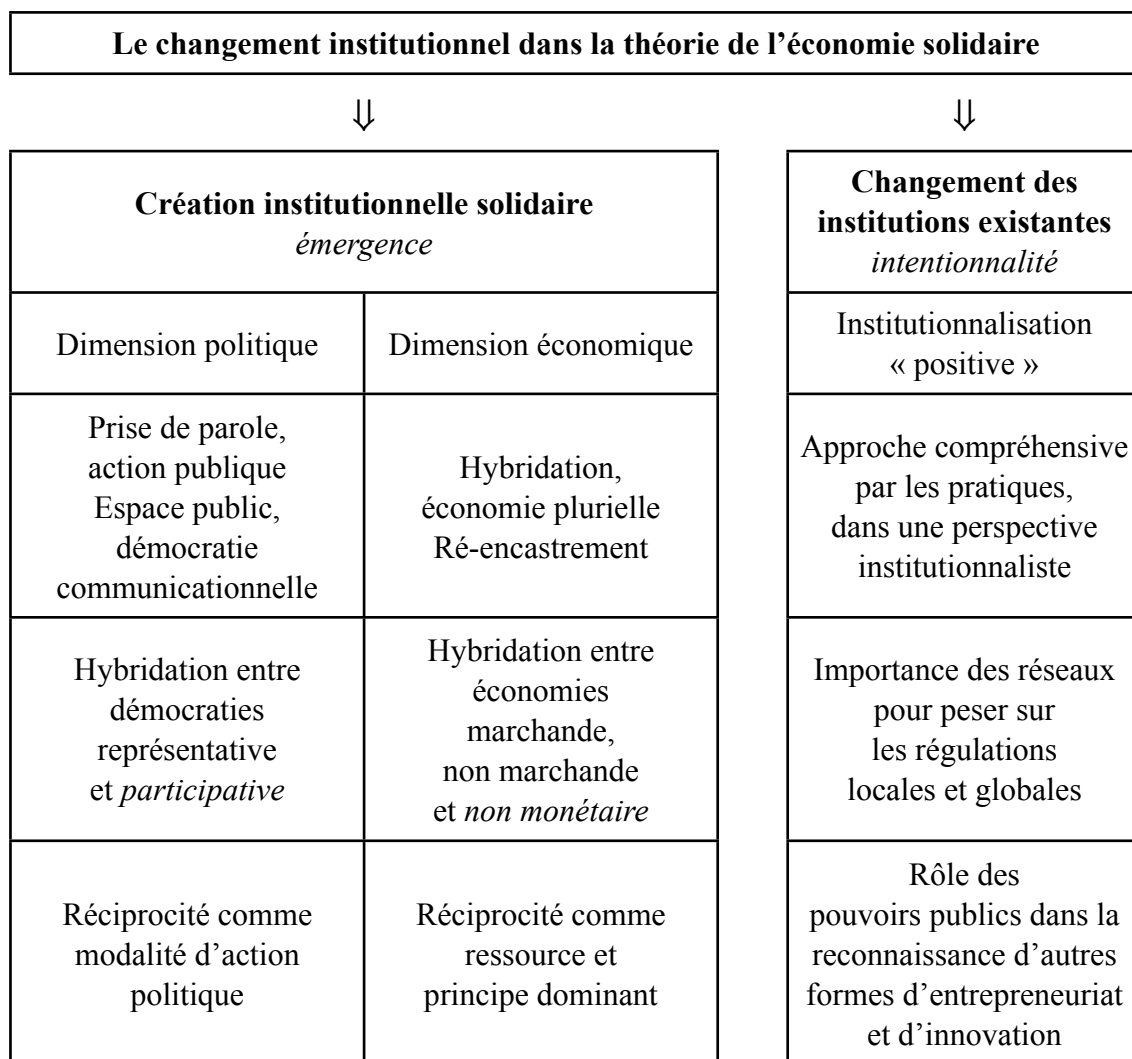 Le changement institutionnel dans la théorie de l’économie solidaire
⇓
⇓
Création institutionnelle solidaire
émergence
Dimension politique
Dimension économique
Prise de parole,
action publique
Espace public,
démocratie
communicationnelle
Hybridation,
économie plurielle
Ré-encastrement
Hybridation entre
démocraties
représentative
et participative
Hybridation entre
économies
marchande,
non marchande
et non monétaire
Réciprocité comme
modalité d’action
politique
Réciprocité comme
ressource et
principe dominant
Changement des
institutions existantes
intentionnalité
Institutionnalisation
« positive »
Approche compréhensive
par les pratiques,
dans une perspective
institutionnaliste
Importance des réseaux
pour peser sur
les régulations
locales et globales
Rôle des
pouvoirs publics dans la
reconnaissance d’autres
formes d’entrepreneuriat
et d’innovation